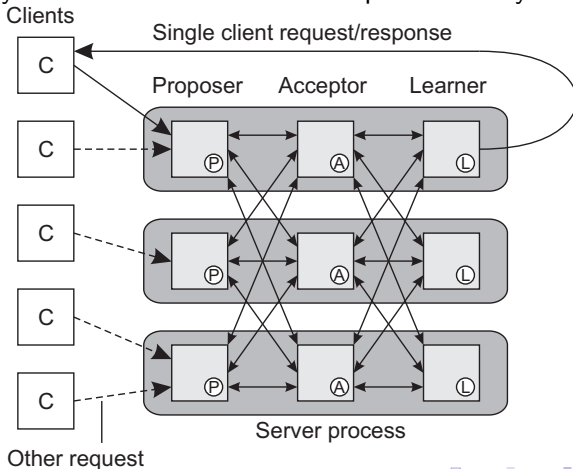 Clients
Single client request/response
Proposer Acceptor Learner
C
C
C
C
C
P A L
P A L
P A L
Server process
Other request